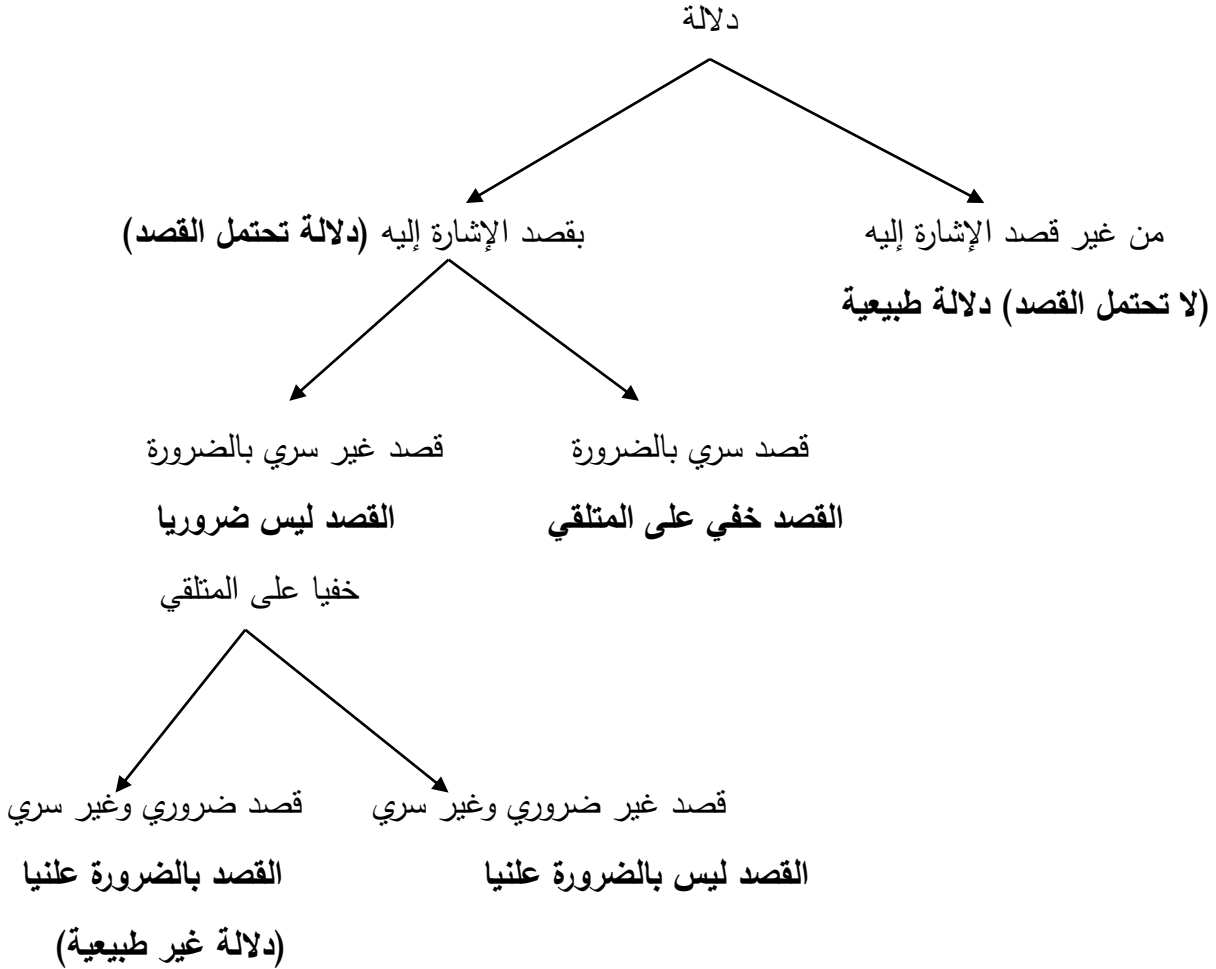 دلالة
من غير قصد الإشارة إليه
(لا تحتمل القصد) دلالة طبيعية
بقصد الإشارة إليه (دلالة تحتمل القصد)
قصد سري بالضرورة
القصد خفي على المتلقي
قصد غير سري بالضرورة
القصد ليس ضروريا
خفيا على المتلقي
قصد غير ضروري وغير سري
القصد ليس بالضرورة علنيا
قصد ضروري وغير سري
القصد بالضرورة علنيا
(دلالة غير طبيعية)